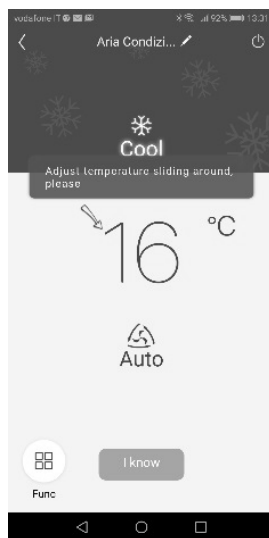 vodafone IT 92% 13.31
Aria Condizi...
Cool
Adjust temperature sliding around,
please
16 °C
Auto
I know
Func